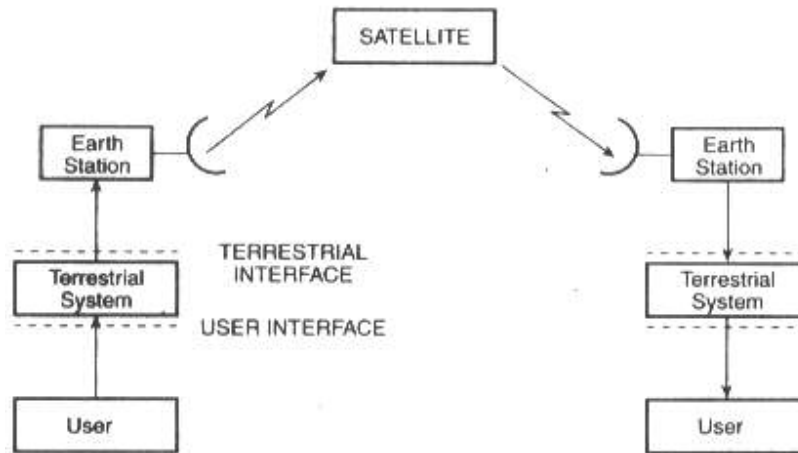 SATELLITE
Earth
Station
Earth
Station
TERRESTRIAL
INTERFACE
Terrestrial
System
Terrestrial
System
USER INTERFACE
User
User